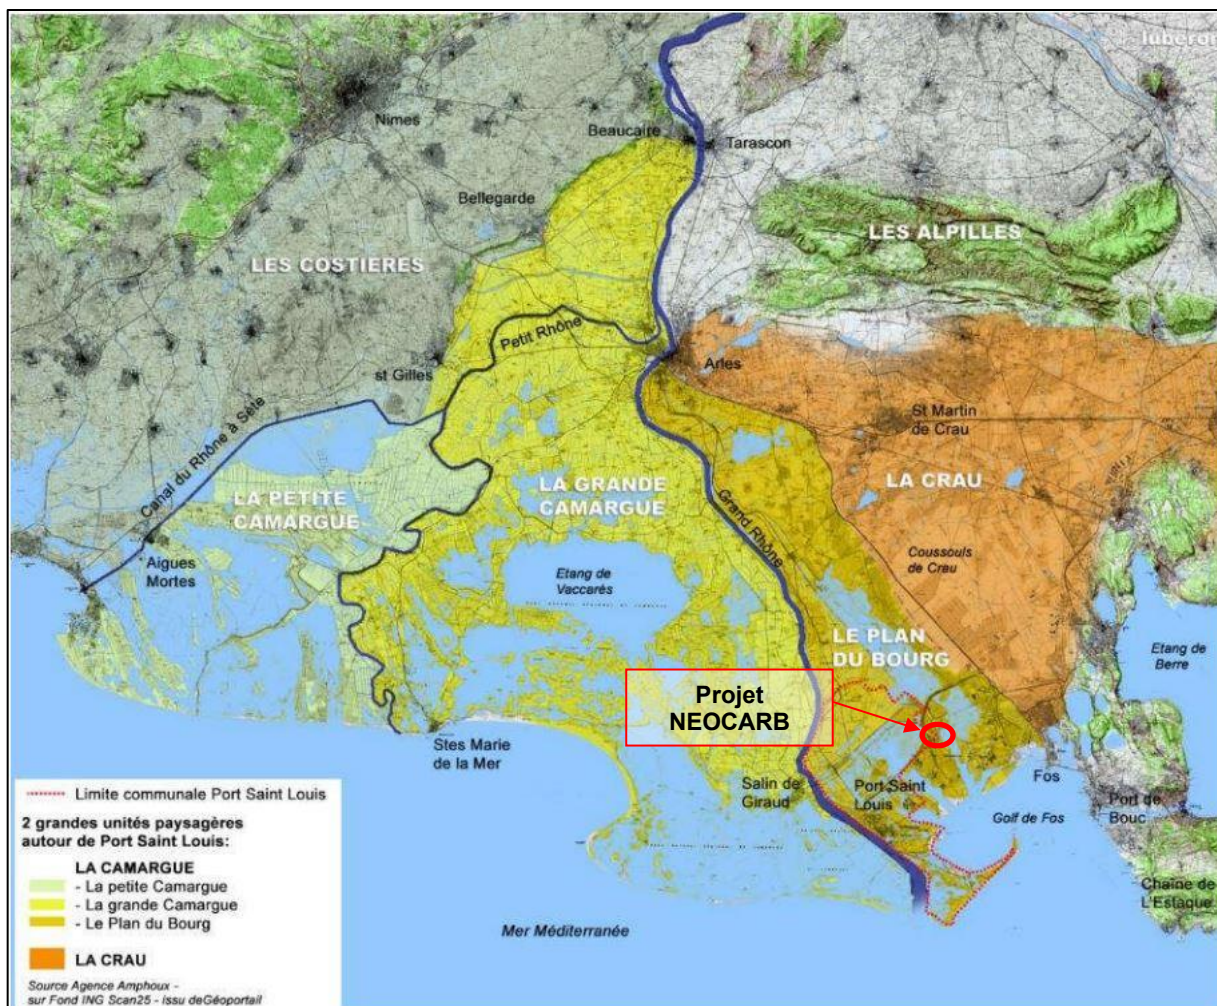 luberon
Nimes
Beaucaire
Tarascon
Bellegarde
LES COSTIERES
LES ALPILLES
Petit Rhône
st Gilles
Arles
St Martin
de Crau
Canal du Rhône à Sète
LA PETITE
CAMARGUE
LA GRANDE
CAMARGUE
LA CRAU
Grand Rhône
Aigues
Mortes
Coussouls
de Crau
Etang de
Vaccarès
LE PLAN
DU BOURG
Etang de
Berre
Projet
NEOCARB
Stes Marie
de la Mer
Salin de
Giraud
Port Saint
Louis
Fos
Port de
Bouc
Golf de Fos
Chaîne de
L'Estaque
Mer Méditerranée
Limite communale Port Saint Louis
2 grandes unités paysagères
autour de Port Saint Louis:
LA CAMARGUE
- La petite Camargue
- La grande Camargue
- Le Plan du Bourg
LA CRAU
Source Agence Amphoux -
sur Fond ING Scan25 - issu deGéoportail